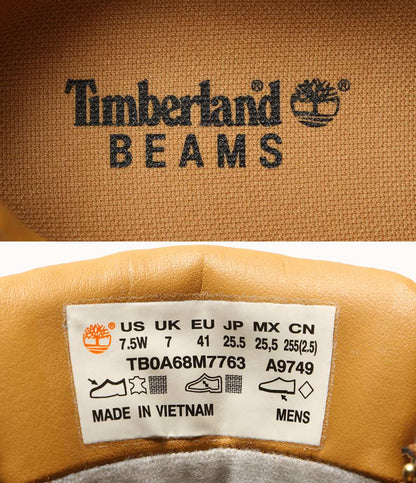 Timberland® ®
BEAMS
US UK EU JP MX CN
7.5W 7 41 25.5 25,5 255(2.5)
TB0A68M7763 A9749
MADE IN VIETNAM MENS